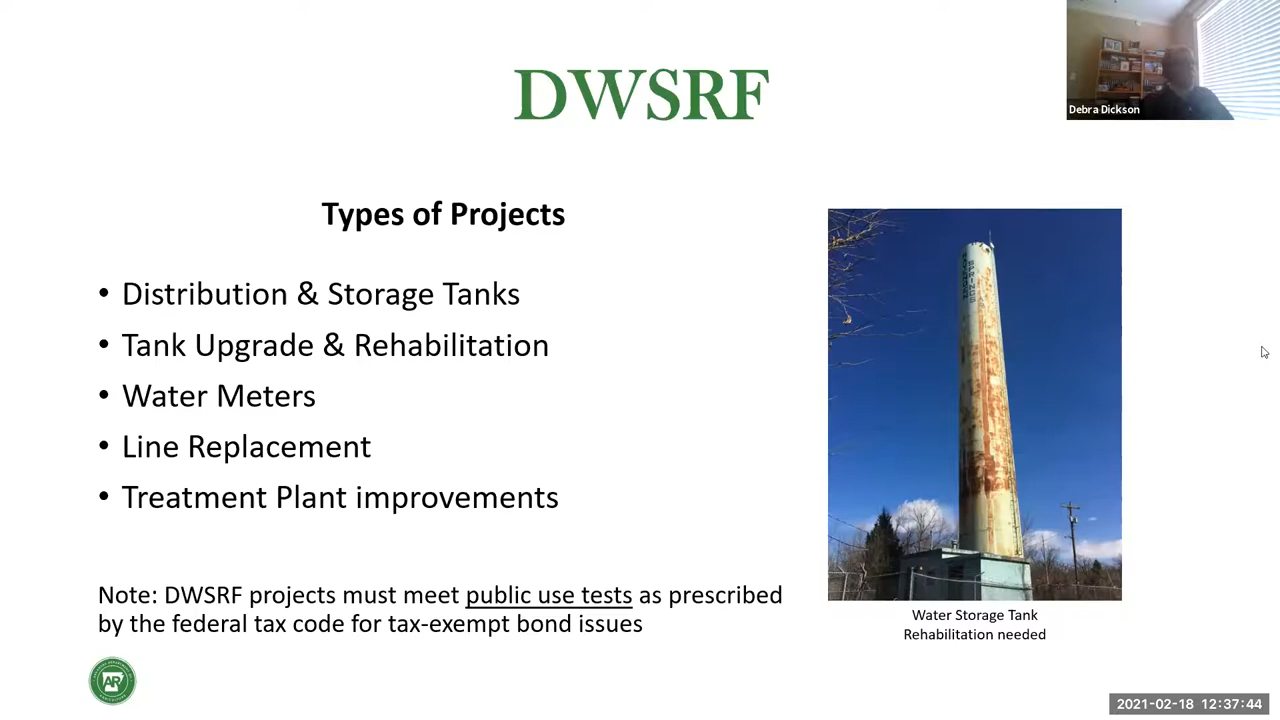 DWSRF
Debra Dickson
Types of Projects
• Distribution & Storage Tanks
• Tank Upgrade & Rehabilitation
• Water Meters
• Line Replacement
• Treatment Plant improvements
Note: DWSRF projects must meet public use tests as prescribed
by the federal tax code for tax-exempt bond issues
SPRINGS
Water Storage Tank
Rehabilitation needed
AR
2021-02-18 12:37:44